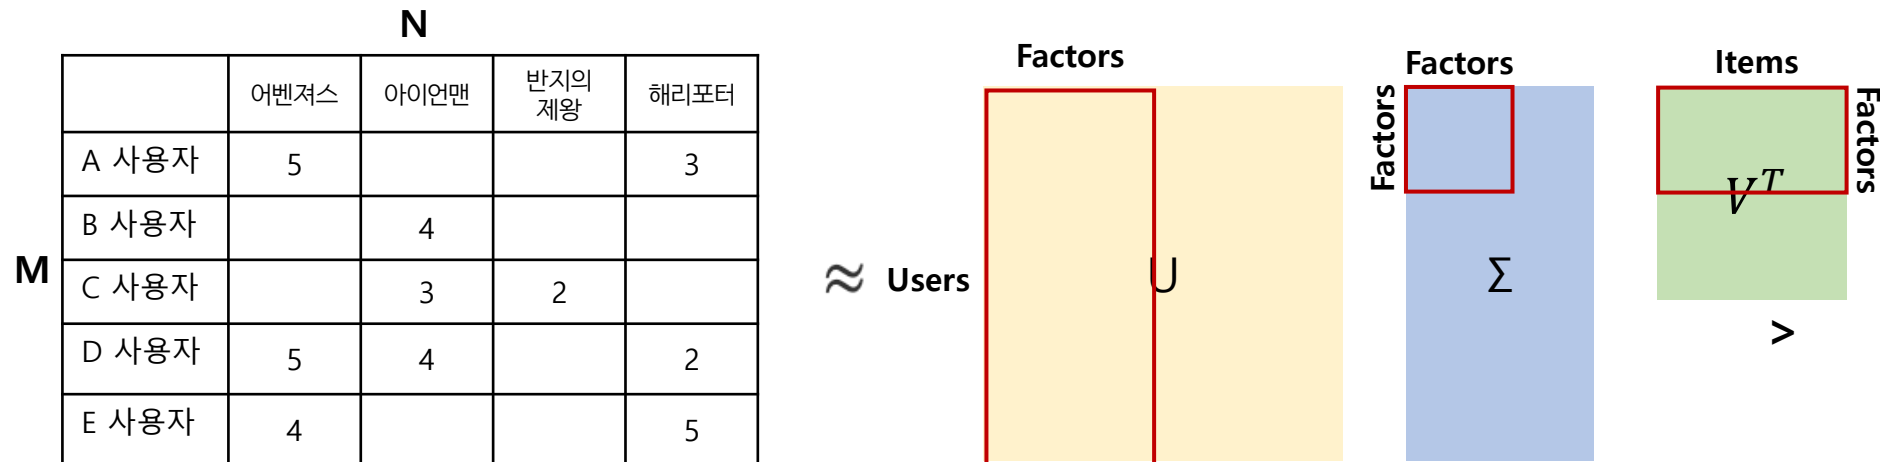 N
어벤져스 아이언맨 반지의 제왕 해리포터
A 사용자 5 3
B 사용자 4
M
C 사용자 3 2
D 사용자 5 4 2
E 사용자 4 5
≈
Users
Factors
U
Factors
Factors
Σ
Items
Factors
V^T
>